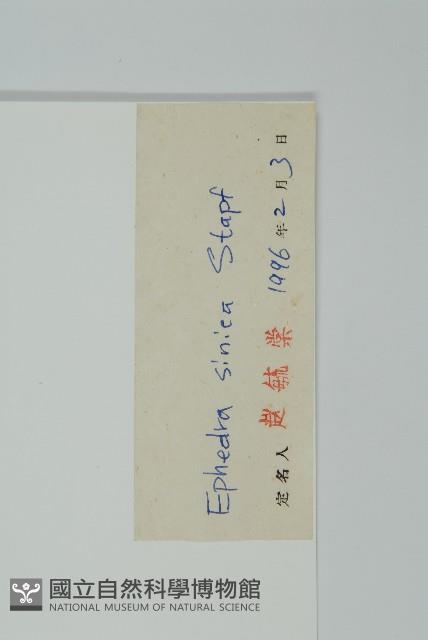 Ephedra sinica Stapf
定名人 赵毓棠 1996年2月3日
國立自然科學博物館
NATIONAL MUSEUM OF NATURAL SCIENCE